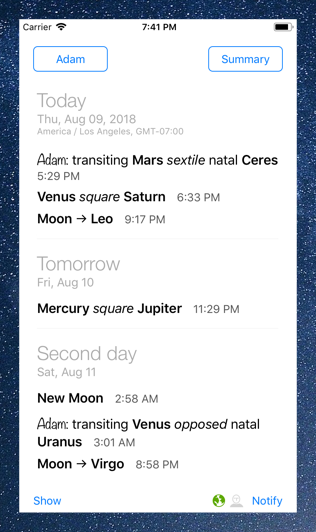 Carrier 7:41 PM
Adam Summary
Today
Thu, Aug 09, 2018
America / Los Angeles, GMT-07:00
Adam: transiting Mars sextile natal Ceres
5:29 PM
Venus square Saturn 6:33 PM
Moon → Leo 9:17 PM
Tomorrow
Fri, Aug 10
Mercury square Jupiter 11:29 PM
Second day
Sat, Aug 11
New Moon 2:58 AM
Adam: transiting Venus opposed natal
Uranus 3:01 AM
Moon → Virgo 8:58 PM
Show Notify